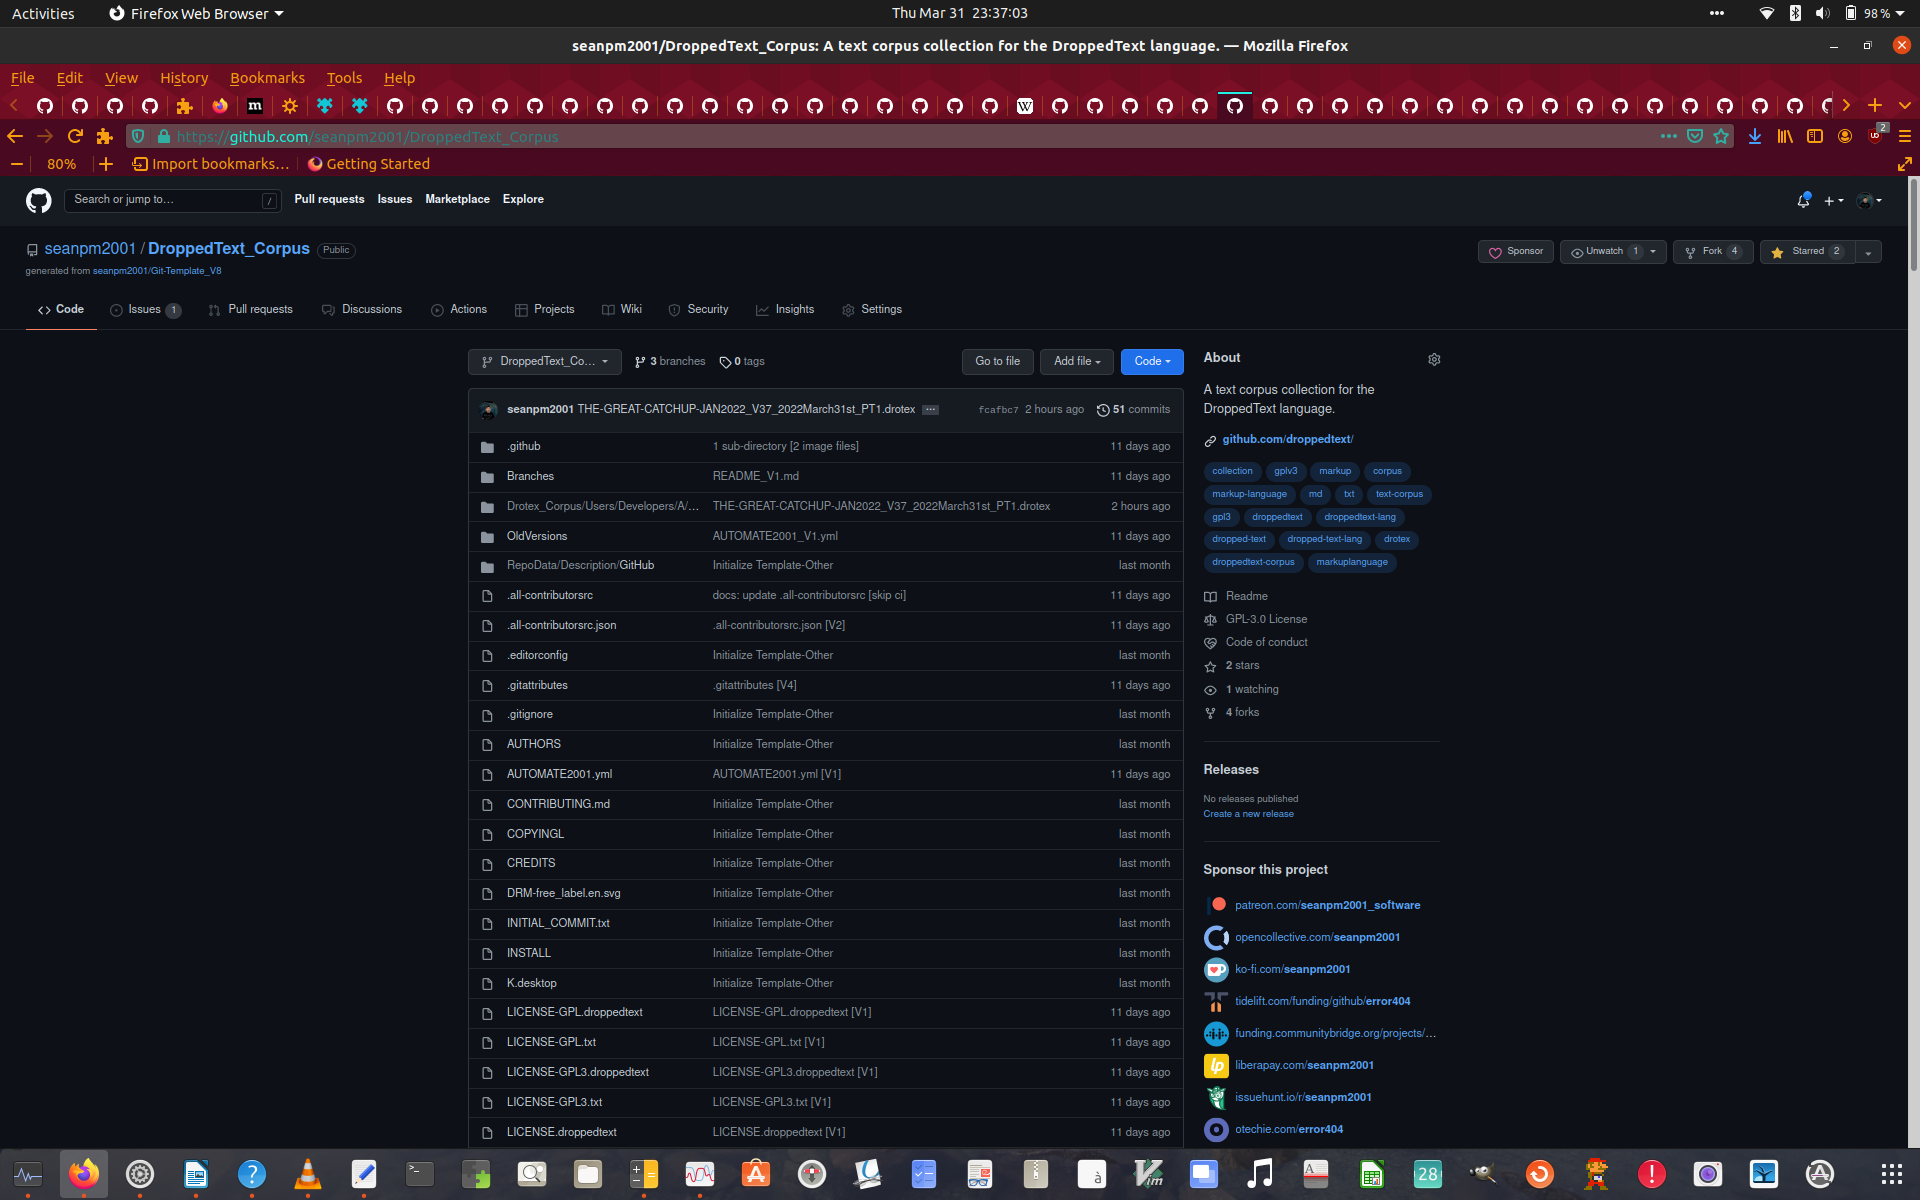 Activities
Firefox Web Browser
Thu Mar 31 23:37:03
98 %
seanpm2001/DroppedText_Corpus: A text corpus collection for the DroppedText language. — Mozilla Firefox
File Edit View History Bookmarks Tools Help
https://github.com/seanpm2001/DroppedText_Corpus
2
80%
Import bookmarks…
Getting Started
Search or jump to…
/
Pull requests Issues Marketplace Explore
seanpm2001 / DroppedText_Corpus Public
generated from seanpm2001/Git-Template_V8
Sponsor
Unwatch 1
Fork 4
Starred 2
Code
Issues 1
Pull requests
Discussions
Actions
Projects
Wiki
Security
Insights
Settings
DroppedText_Co…
3 branches
0 tags
Go to file
Add file
Code
seanpm2001 THE-GREAT-CATCHUP-JAN2022_V37_2022March31st_PT1.drotex fcafbc7 2 hours ago 51 commits
.github 1 sub-directory [2 image files] 11 days ago
Branches README_V1.md 11 days ago
Drotex_Corpus/Users/Developers/A/… THE-GREAT-CATCHUP-JAN2022_V37_2022March31st_PT1.drotex 2 hours ago
OldVersions AUTOMATE2001_V1.yml 11 days ago
RepoData/Description/GitHub Initialize Template-Other last month
.all-contributorsrc docs: update .all-contributorsrc [skip ci] 11 days ago
.all-contributorsrc.json .all-contributorsrc.json [V2] 11 days ago
.editorconfig Initialize Template-Other last month
.gitattributes .gitattributes [V4] 11 days ago
.gitignore Initialize Template-Other last month
AUTHORS Initialize Template-Other last month
AUTOMATE2001.yml AUTOMATE2001.yml [V1] 11 days ago
CONTRIBUTING.md Initialize Template-Other last month
COPYINGL Initialize Template-Other last month
CREDITS Initialize Template-Other last month
DRM-free_label.en.svg Initialize Template-Other last month
INITIAL_COMMIT.txt Initialize Template-Other last month
INSTALL Initialize Template-Other last month
K.desktop Initialize Template-Other last month
LICENSE-GPL.droppedtext LICENSE-GPL.droppedtext [V1] 11 days ago
LICENSE-GPL.txt LICENSE-GPL.txt [V1] 11 days ago
LICENSE-GPL3.droppedtext LICENSE-GPL3.droppedtext [V1] 11 days ago
LICENSE-GPL3.txt LICENSE-GPL3.txt [V1] 11 days ago
LICENSE.droppedtext LICENSE.droppedtext [V1] 11 days ago
About
A text corpus collection for the
DroppedText language.
github.com/droppedtext/
collection gplv3 markup corpus
markup-language md txt text-corpus
gpl3 droppedtext droppedtext-lang
dropped-text dropped-text-lang drotex
droppedtext-corpus markuplanguage
Readme
GPL-3.0 License
Code of conduct
2 stars
1 watching
4 forks
Releases
No releases published
Create a new release
Sponsor this project
patreon.com/seanpm2001_software
opencollective.com/seanpm2001
ko-fi.com/seanpm2001
tidelift.com/funding/github/error404
funding.communitybridge.org/projects/…
liberapay.com/seanpm2001
issuehunt.io/r/seanpm2001
otechie.com/error404
28